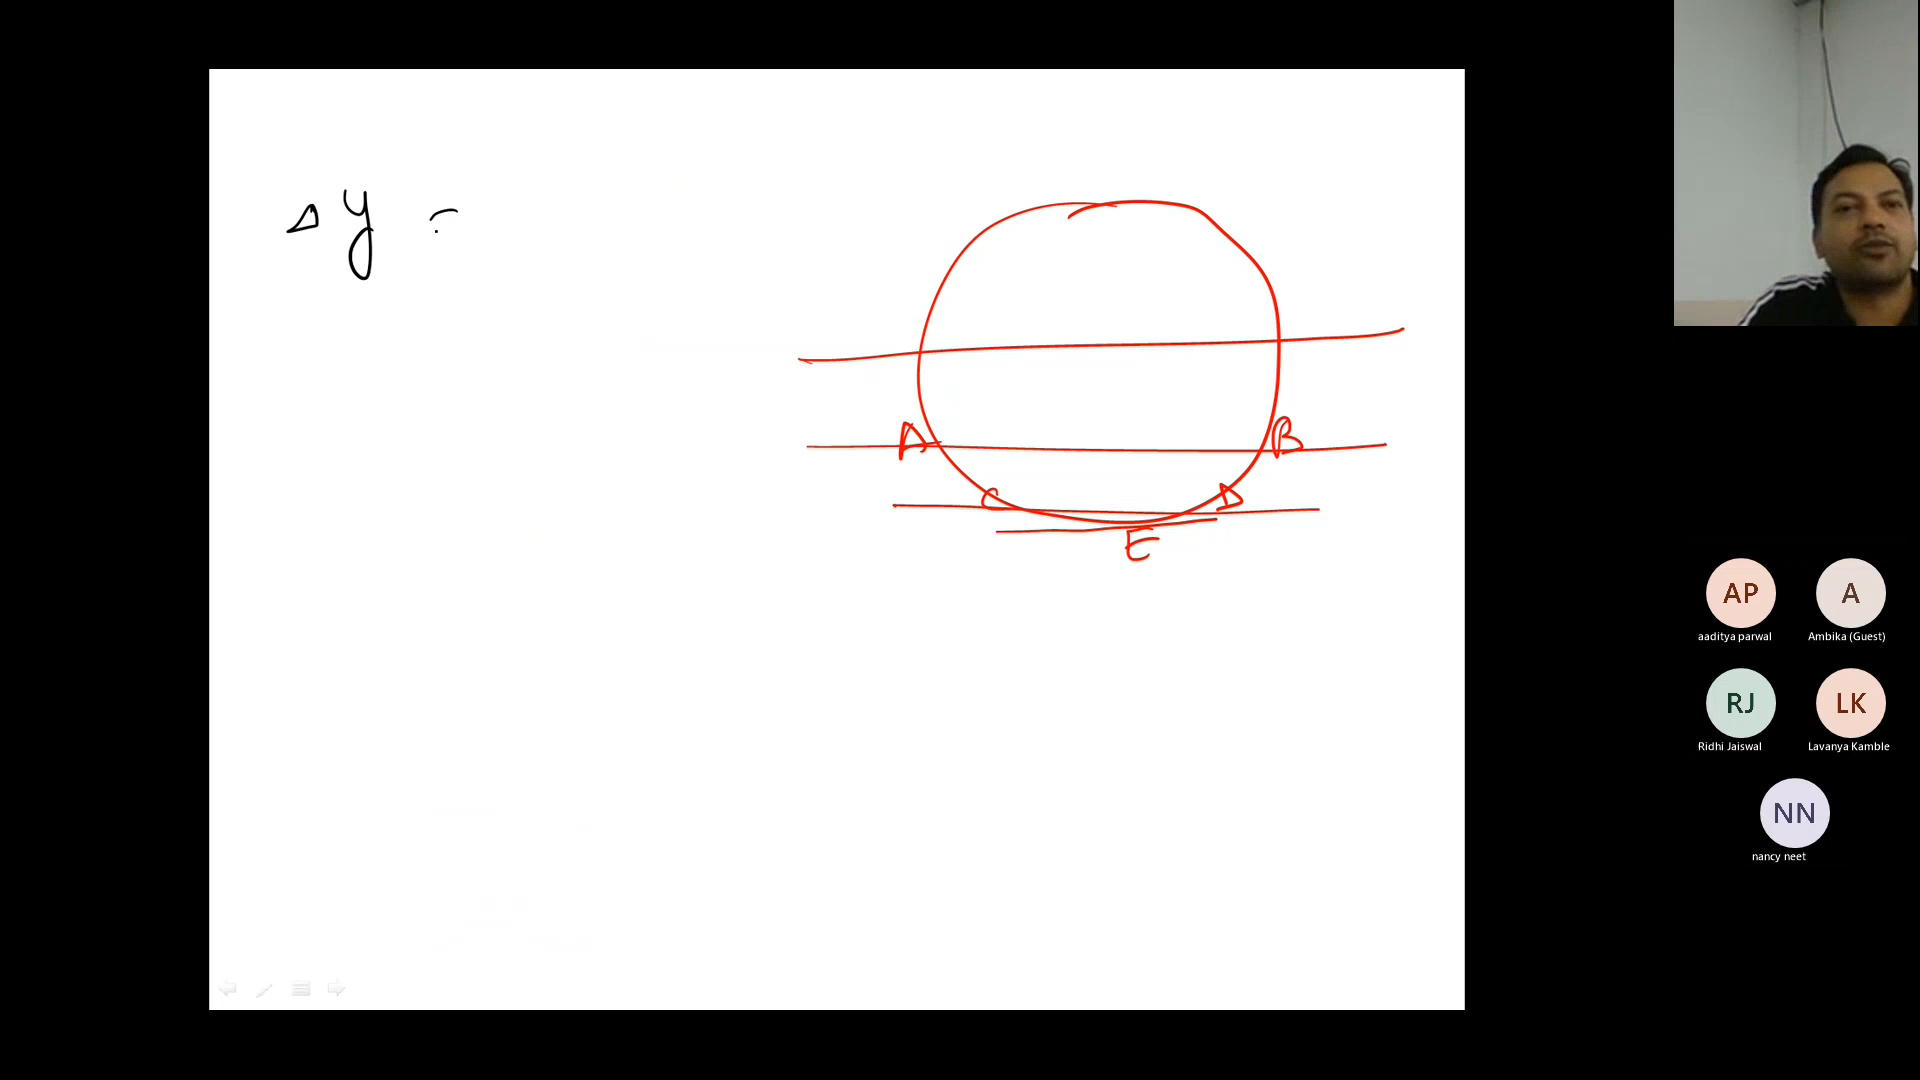 Δy =
A
B
C
D
E
AP
A
aaditya parwal
Ambika (Guest)
RJ
LK
Ridhi Jaiswal
Lavanya Kamble
NN
nancy neet